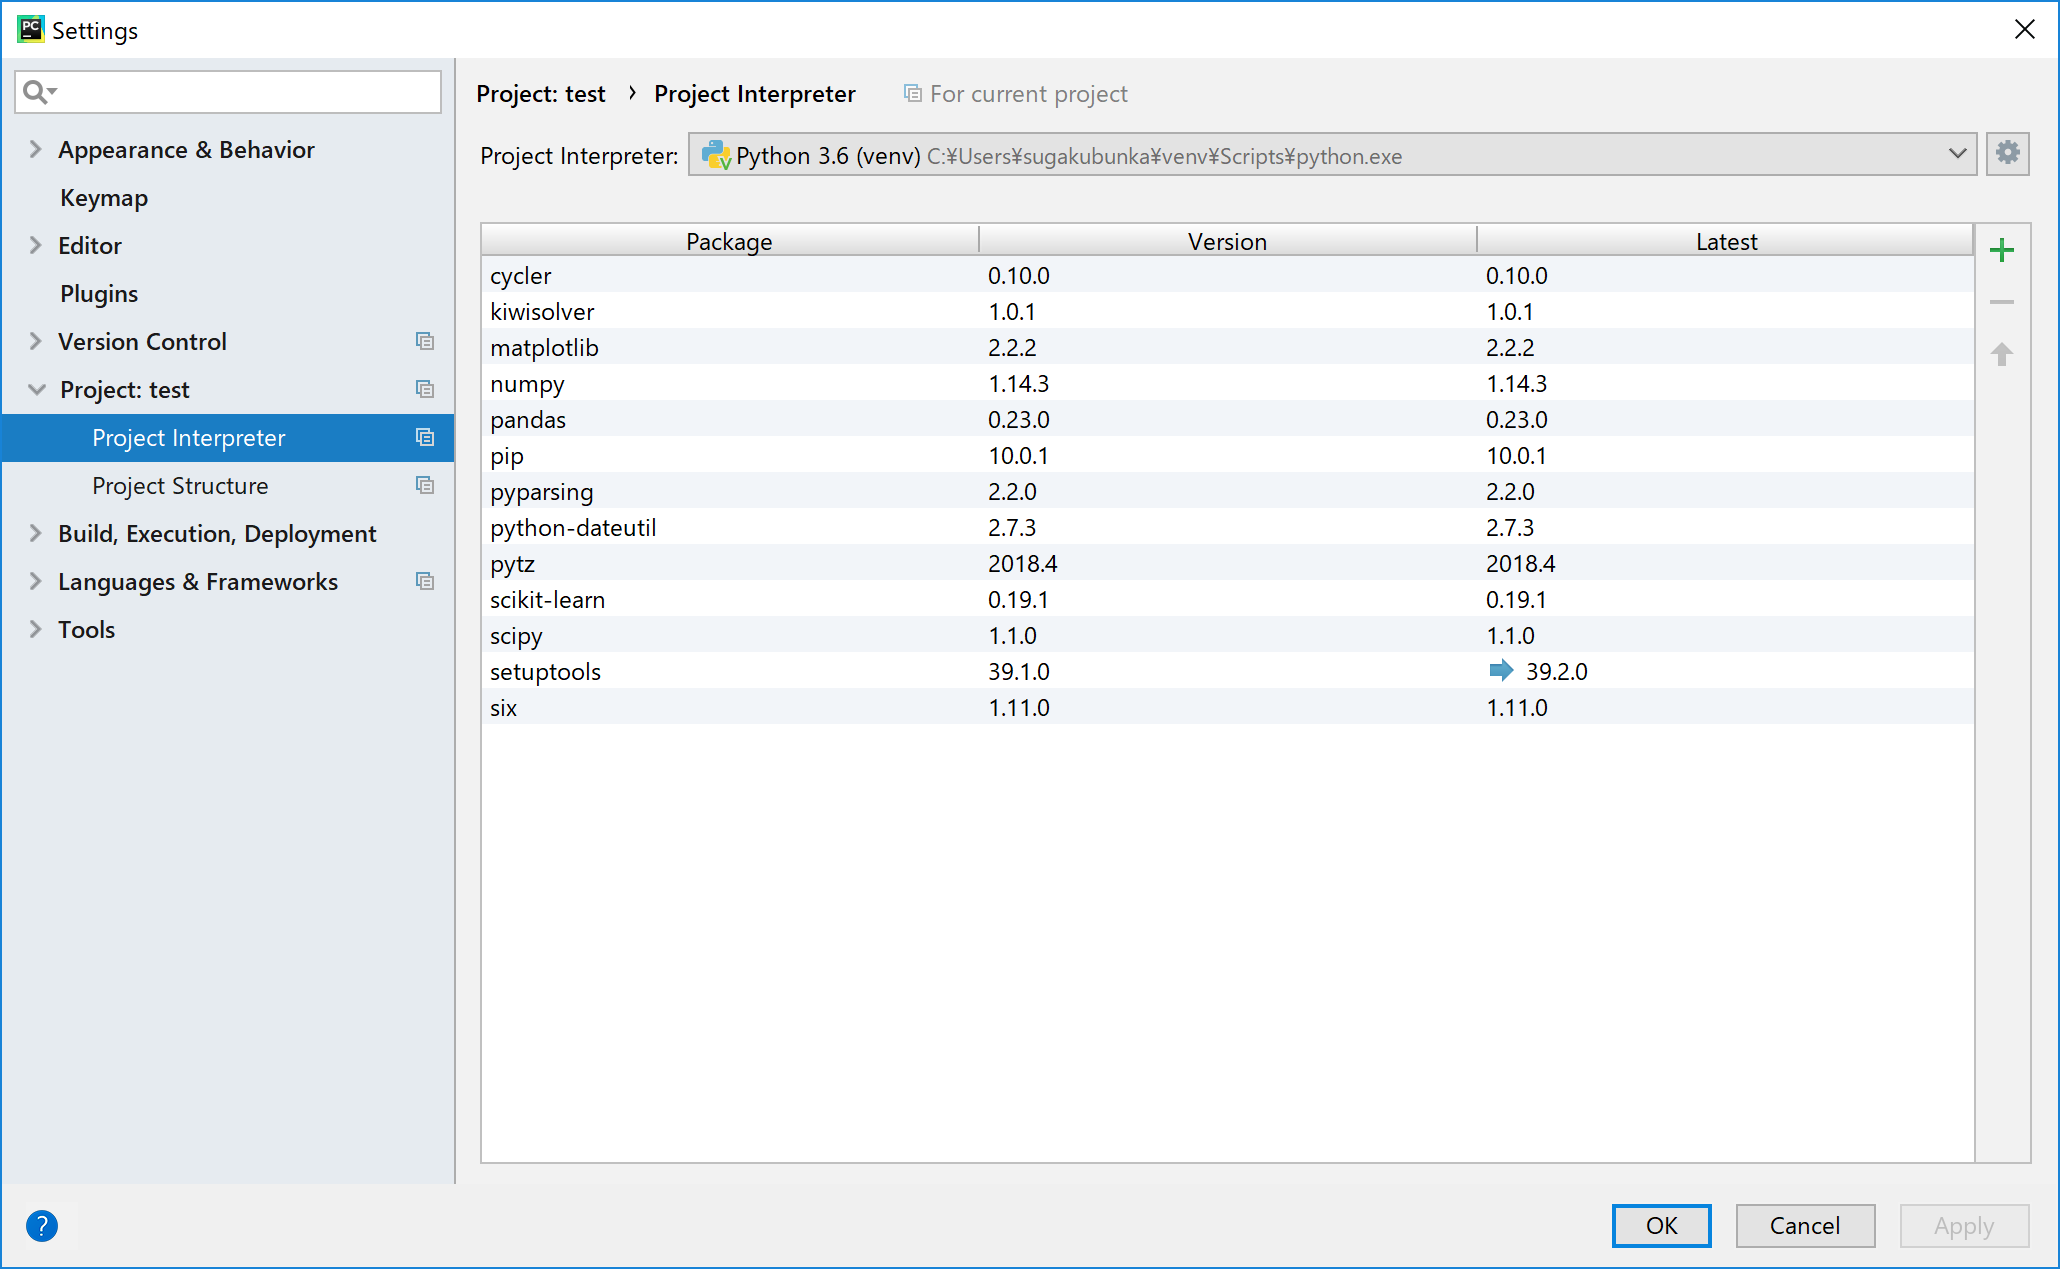 PC Settings
Project: test › Project Interpreter For current project
Project Interpreter: Python 3.6 (venv) C:¥Users¥sugakubunka¥venv¥Scripts¥python.exe
Appearance & Behavior
Keymap
Editor
Plugins
Version Control
Project: test
Project Interpreter
Project Structure
Build, Execution, Deployment
Languages & Frameworks
Tools
Package Version Latest
cycler 0.10.0 0.10.0
kiwisolver 1.0.1 1.0.1
matplotlib 2.2.2 2.2.2
numpy 1.14.3 1.14.3
pandas 0.23.0 0.23.0
pip 10.0.1 10.0.1
pyparsing 2.2.0 2.2.0
python-dateutil 2.7.3 2.7.3
pytz 2018.4 2018.4
scikit-learn 0.19.1 0.19.1
scipy 1.1.0 1.1.0
setuptools 39.1.0 39.2.0
six 1.11.0 1.11.0
? OK Cancel Apply